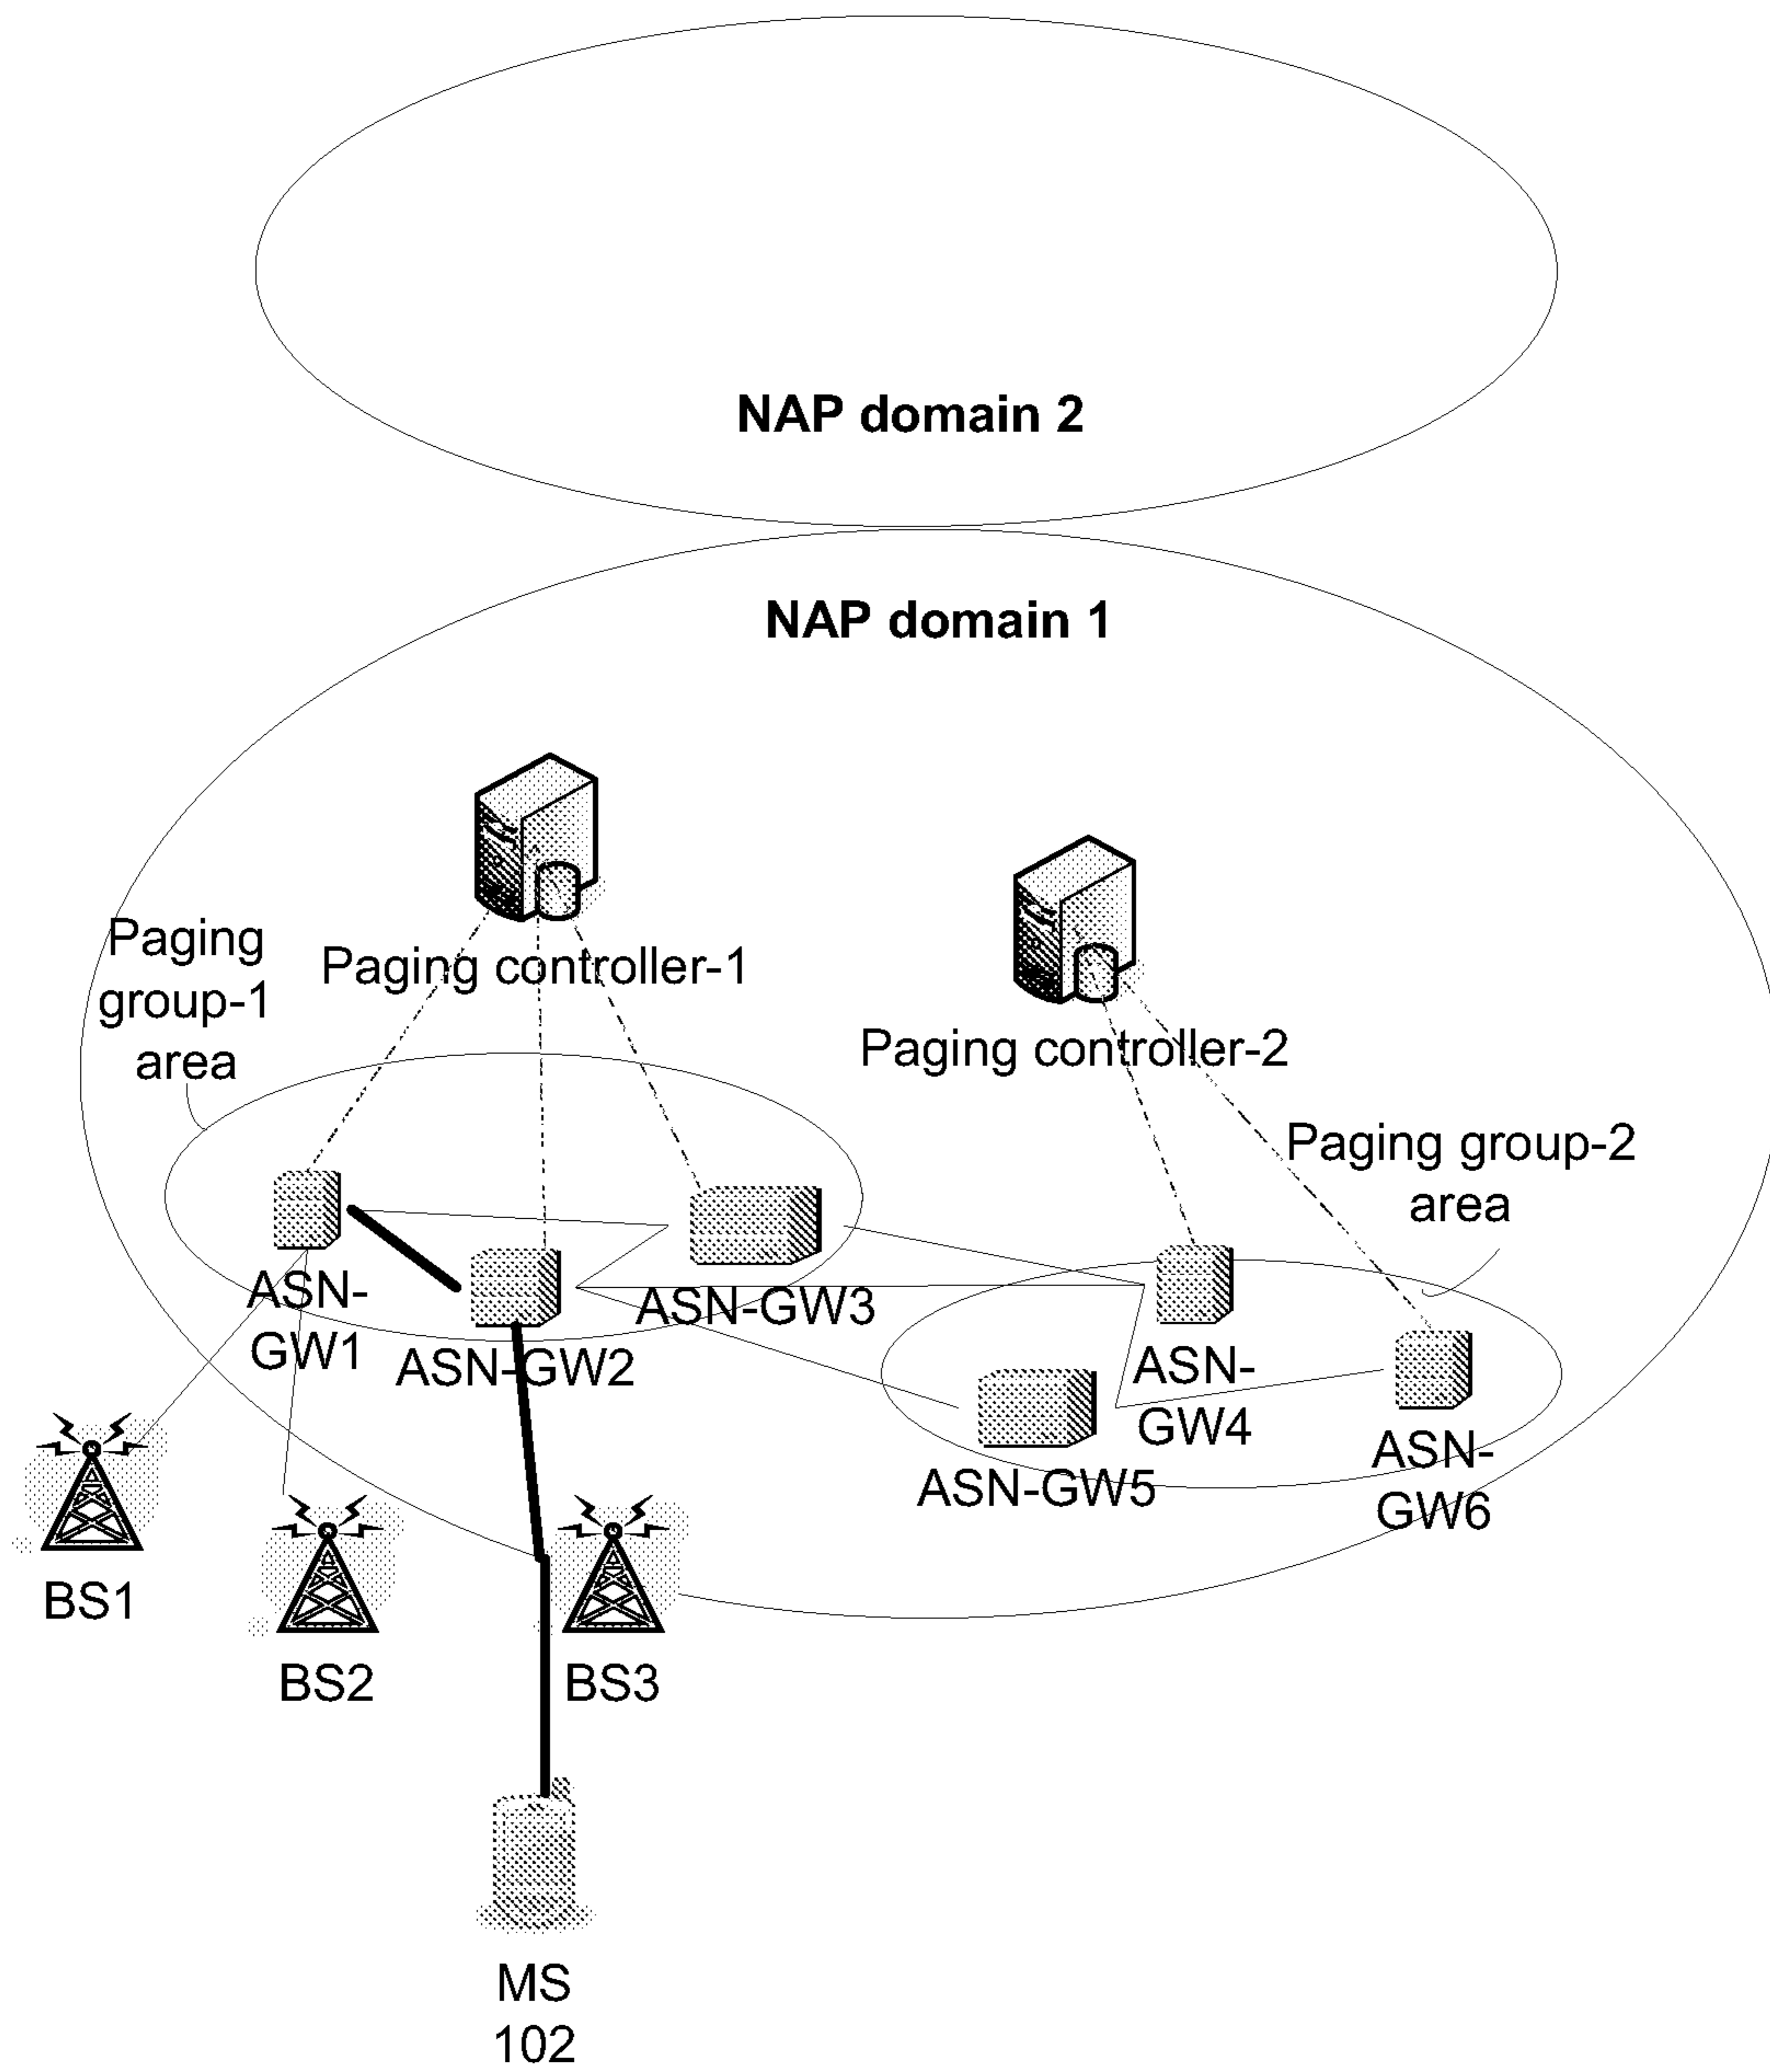 NAP domain 2
NAP domain 1
Paging
group-1
area
Paging controller-1
Paging controller-2
Paging group-2
area
ASN-
GW1
ASN-GW2
ASN-GW3
ASN-
GW4
ASN-GW5
ASN-
GW6
BS1
BS2
BS3
MS
102